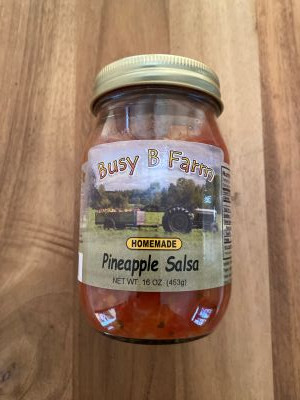 Busy B Farm
HOMEMADE
Pineapple Salsa
NET WT. 16 OZ. (453g)